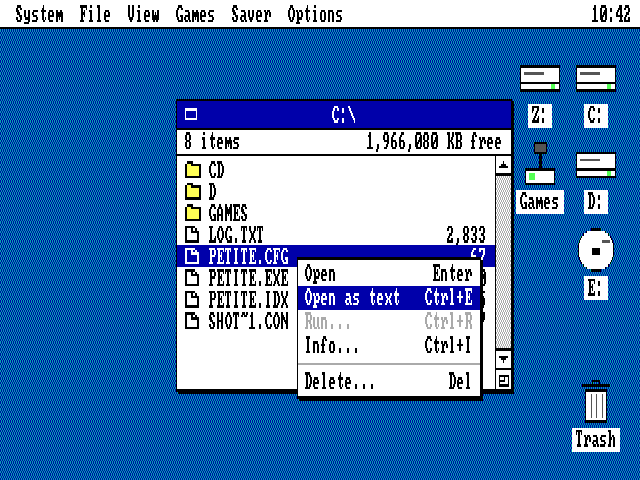 System File View Games Saver Options 10:42
Z: C:
C:\
8 items 1,966,080 KB free
CD
D
GAMES
Games D:
LOG.TXT 2,833
PETITE.CFG 67
PETITE.EXE
PETITE.IDX
SHOT~1.CON
Open Enter
Open as text Ctrl+E
Run... Ctrl+R
Info... Ctrl+I
Delete... Del
E:
Trash